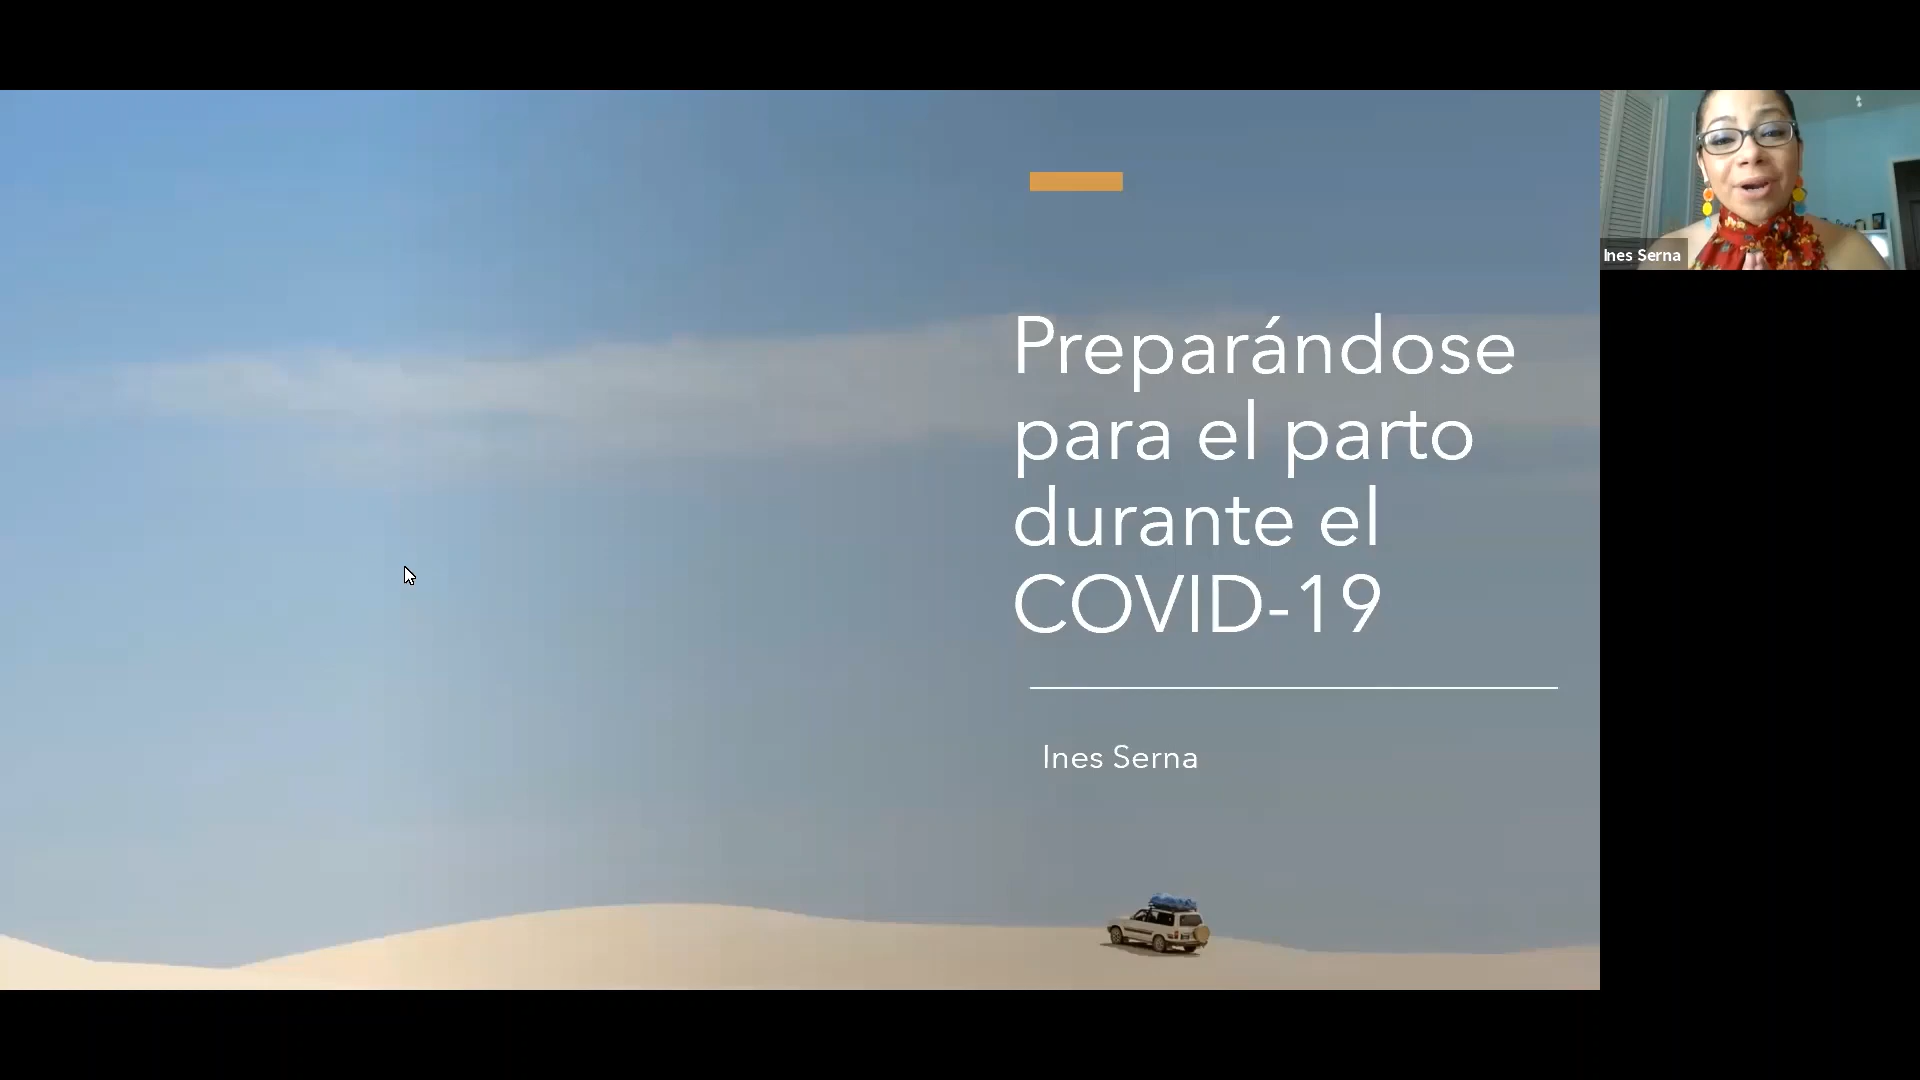 Preparándose
para el parto
durante el
COVID-19
Ines Serna
Ines Serna